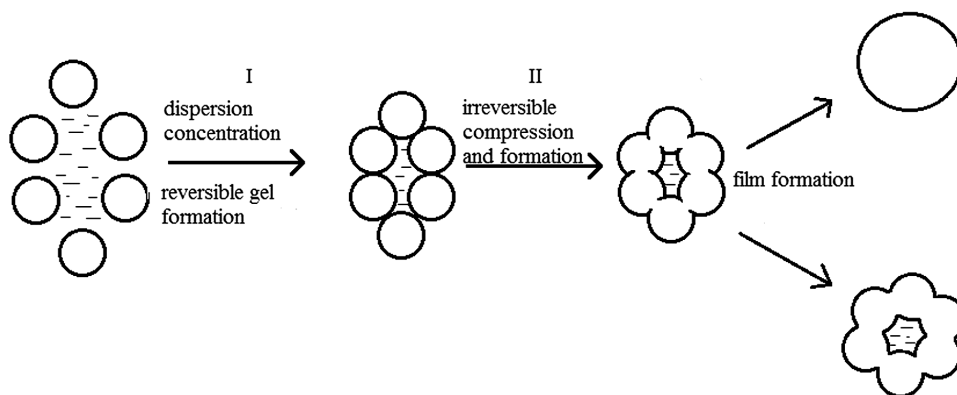 I
dispersion
concentration
reversible gel
formation
II
irreversible
compression
and formation
film formation